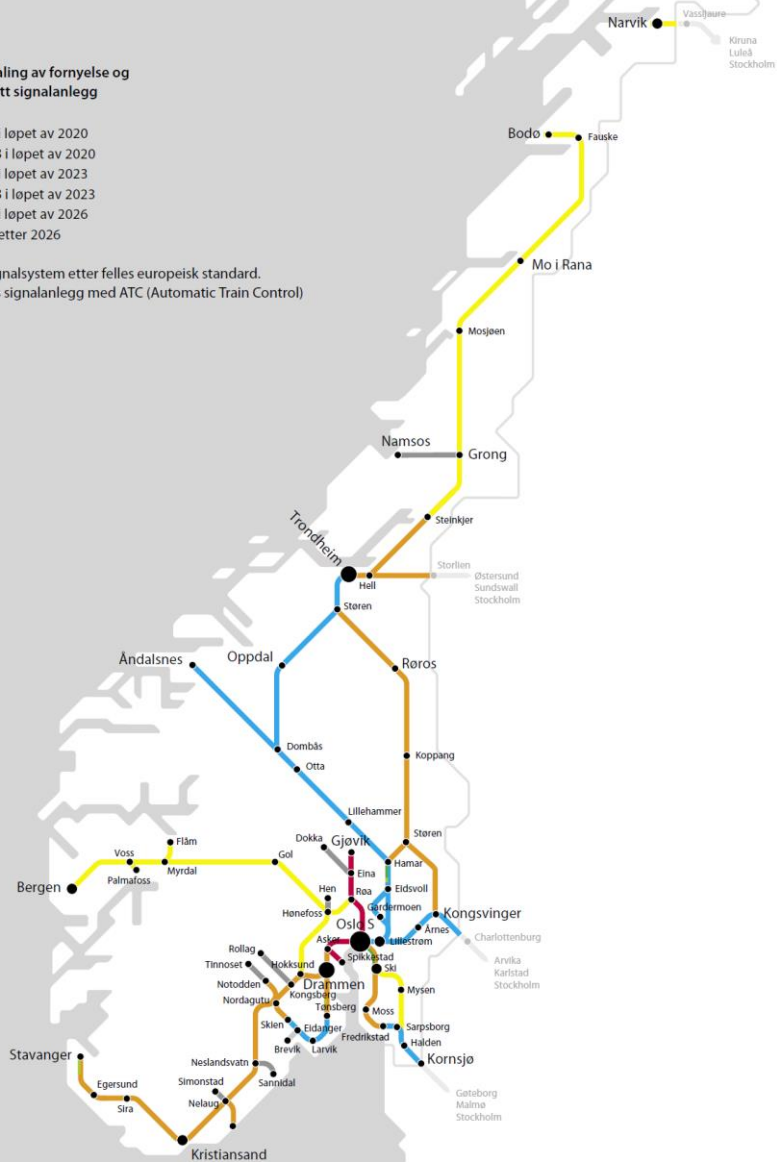 Narvik
Vassijaure
Kiruna
Luleå
Stockholm
ling av fornyelse og
tt signalanlegg
i løpet av 2020
i løpet av 2020
i løpet av 2023
i løpet av 2023
i løpet av 2026
etter 2026
gnalsystem etter felles europeisk standard.
signalanlegg med ATC (Automatic Train Control)
Bodø
Fauske
Mo i Rana
Mosjøen
Namsos
Grong
Steinkjer
Trondheim
Hell
Storlien
Østersund
Sundswall
Stockholm
Støren
Åndalsnes
Oppdal
Røros
Dombås
Koppang
Otta
Lillehammer
Dokka
Gjøvik
Støren
Flåm
Voss
Gol
Hamar
Bergen
Palmafoss
Myrdal
Eina
Hen
Røa
Eidsvoll
Hønefoss
Gardermoen
Kongsvinger
Oslo S
Årnes
Asker
Lillestrøm
Charlottenburg
Rollag
Spikkestad
Arvika
Karlstad
Stockholm
Tinnoset
Hokksund
Ski
Drammen
Notodden
Kongsberg
Mysen
Nordagutu
Tønsberg
Moss
Skien
Eidanger
Sarpsborg
Fredrikstad
Brevik
Larvik
Halden
Stavanger
Neslandsvatn
Kornsjø
Egersund
Simonstad
Sannidal
Sira
Nelaug
Göteborg
Malmø
Stockholm
Kristiansand